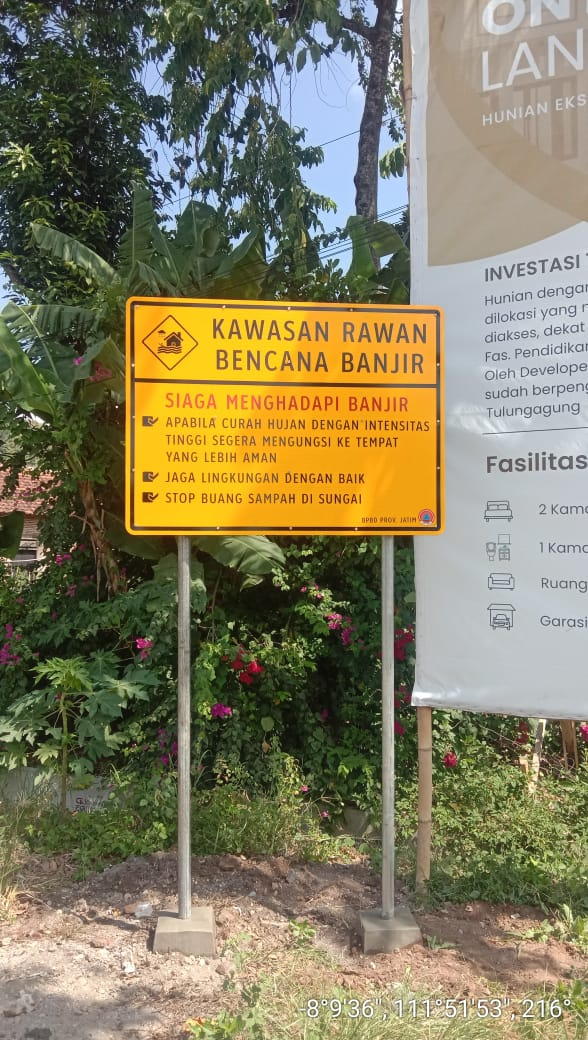 KAWASAN RAWAN
BENCANA BANJIR
SIAGA MENGHADAPI BANJIR
APABILA CURAH HUJAN DENGAN INTENSITAS
TINGGI SEGERA MENGUNGSI KE TEMPAT
YANG LEBIH AMAN
JAGA LINGKUNGAN DENGAN BAIK
STOP BUANG SAMPAH DI SUNGAI
BPBD PROV. JATIM
ON
LAN
HUNIAN EKS
INVESTASI
Hunian dengan
dilokasi yang
diakses, dekat
Fas. Pendidikan
Oleh Develope
sudah berpeng
Tulungagung
Fasilitas
2 Kama
1 Kama
Ruang
Garasi
-8°9'36", 111°51'53", 216°